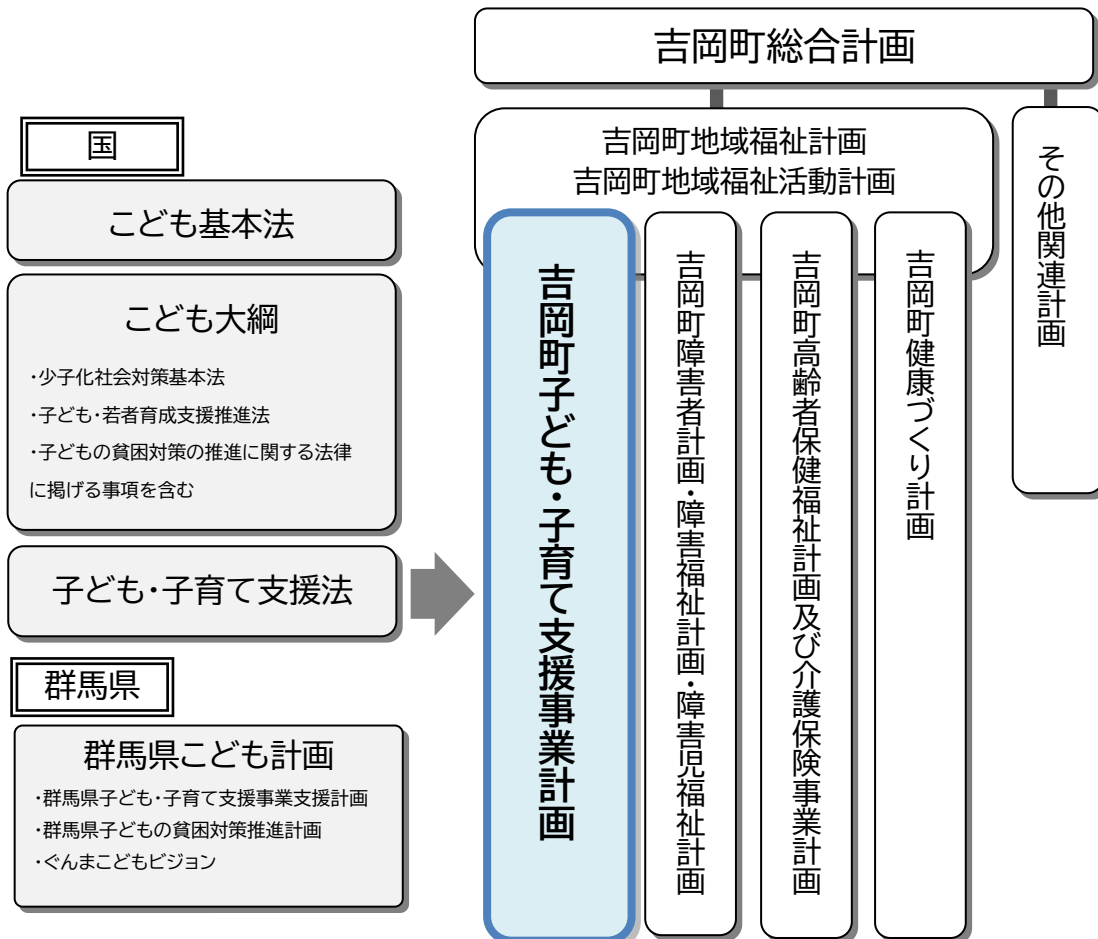 吉岡町総合計画
国
こども基本法
こども大綱
・少子化社会対策基本法
・子ども・若者育成支援推進法
・子どもの貧困対策の推進に関する法律
に掲げる事項を含む
子ども・子育て支援法
群馬県
群馬県こども計画
・群馬県子ども・子育て支援事業支援計画
・群馬県子どもの貧困対策推進計画
・ぐんまこどもビジョン
吉岡町地域福祉計画
吉岡町地域福祉活動計画
吉岡町子ども・子育て支援事業計画
吉岡町障害者計画・障害福祉計画・障害児福祉計画
吉岡町高齢者保健福祉計画及び介護保険事業計画
吉岡町健康づくり計画
その他関連計画